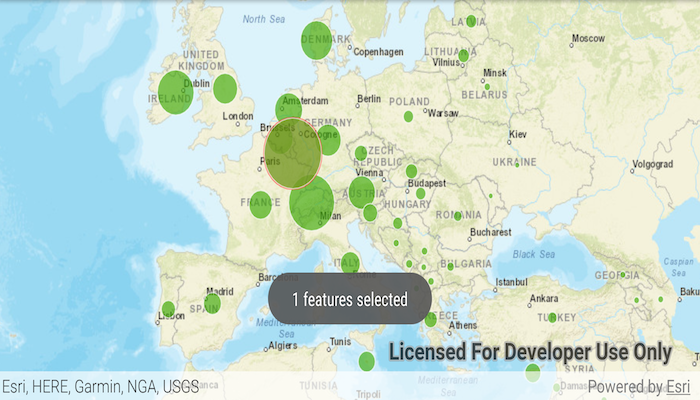 North Sea
LATVIA
DENMARK
Copenhagen
Moscow
UNITED
KINGDOM
LITHUANIA
Vilnius
Minsk
Dublin
IRELAND
Amsterdam
Berlin
BELARUS
London
POLAND
Warsaw
Brussels
GERMANY
Cologne
Kiev
Paris
CZECH
REPUBLIC
UKRAINE
Volgograd
Vienna
Budapest
AUSTRIA
FRANCE
HUNGARY
Milan
ROMANIA
Bucharest
Black Sea
Caspian
Sea
ITALY
BULGARIA
GEORGIA
Madrid
Istanbul
Baku
SPAIN
1 features selected
Ankara
Lisbon
TURKEY
Athens
Algiers
Tunis
Licensed For Developer Use Only
Mediterranean
Sea
TUNISIA
Tripoli
Esri, HERE, Garmin, NGA, USGS
Powered by Esri